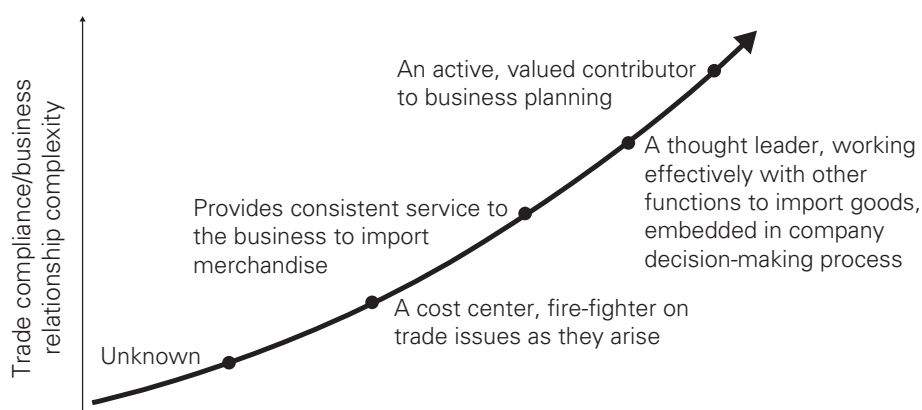 Trade compliance/business
relationship complexity
An active, valued contributor
to business planning
A thought leader, working
effectively with other
functions to import goods,
embedded in company
decision-making process
Provides consistent service to
the business to import
merchandise
A cost center, fire-fighter on
trade issues as they arise
Unknown